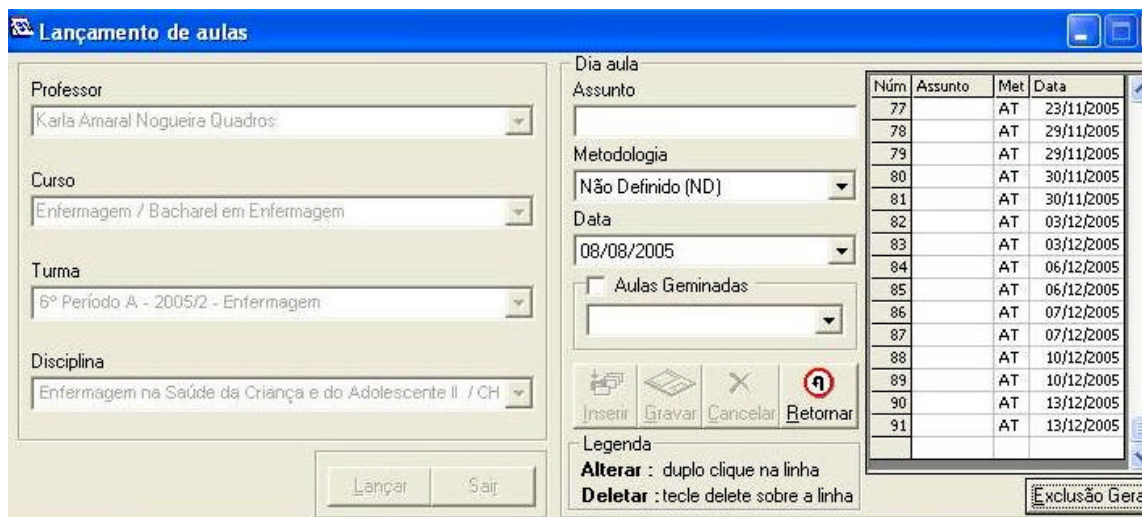 Lançamento de aulas
Professor
Karla Amaral Nogueira Quadros
Curso
Enfermagem / Bacharel em Enfermagem
Turma
6º Período A - 2005/2 - Enfermagem
Disciplina
Enfermagem na Saúde da Criança e do Adolescente II / CH
Lançar Sair
Dia aula
Assunto
Metodologia
Não Definido (ND)
Data
08/08/2005
Aulas Geminadas
Inserir Gravar Cancelar Retornar
Legenda
Alterar : duplo clique na linha
Deletar : tecle delete sobre a linha
Núm Assunto Met Data
77 AT 23/11/2005
78 AT 29/11/2005
79 AT 29/11/2005
80 AT 30/11/2005
81 AT 30/11/2005
82 AT 03/12/2005
83 AT 03/12/2005
84 AT 06/12/2005
85 AT 06/12/2005
86 AT 07/12/2005
87 AT 07/12/2005
88 AT 10/12/2005
89 AT 10/12/2005
90 AT 13/12/2005
91 AT 13/12/2005
Exclusão Gera